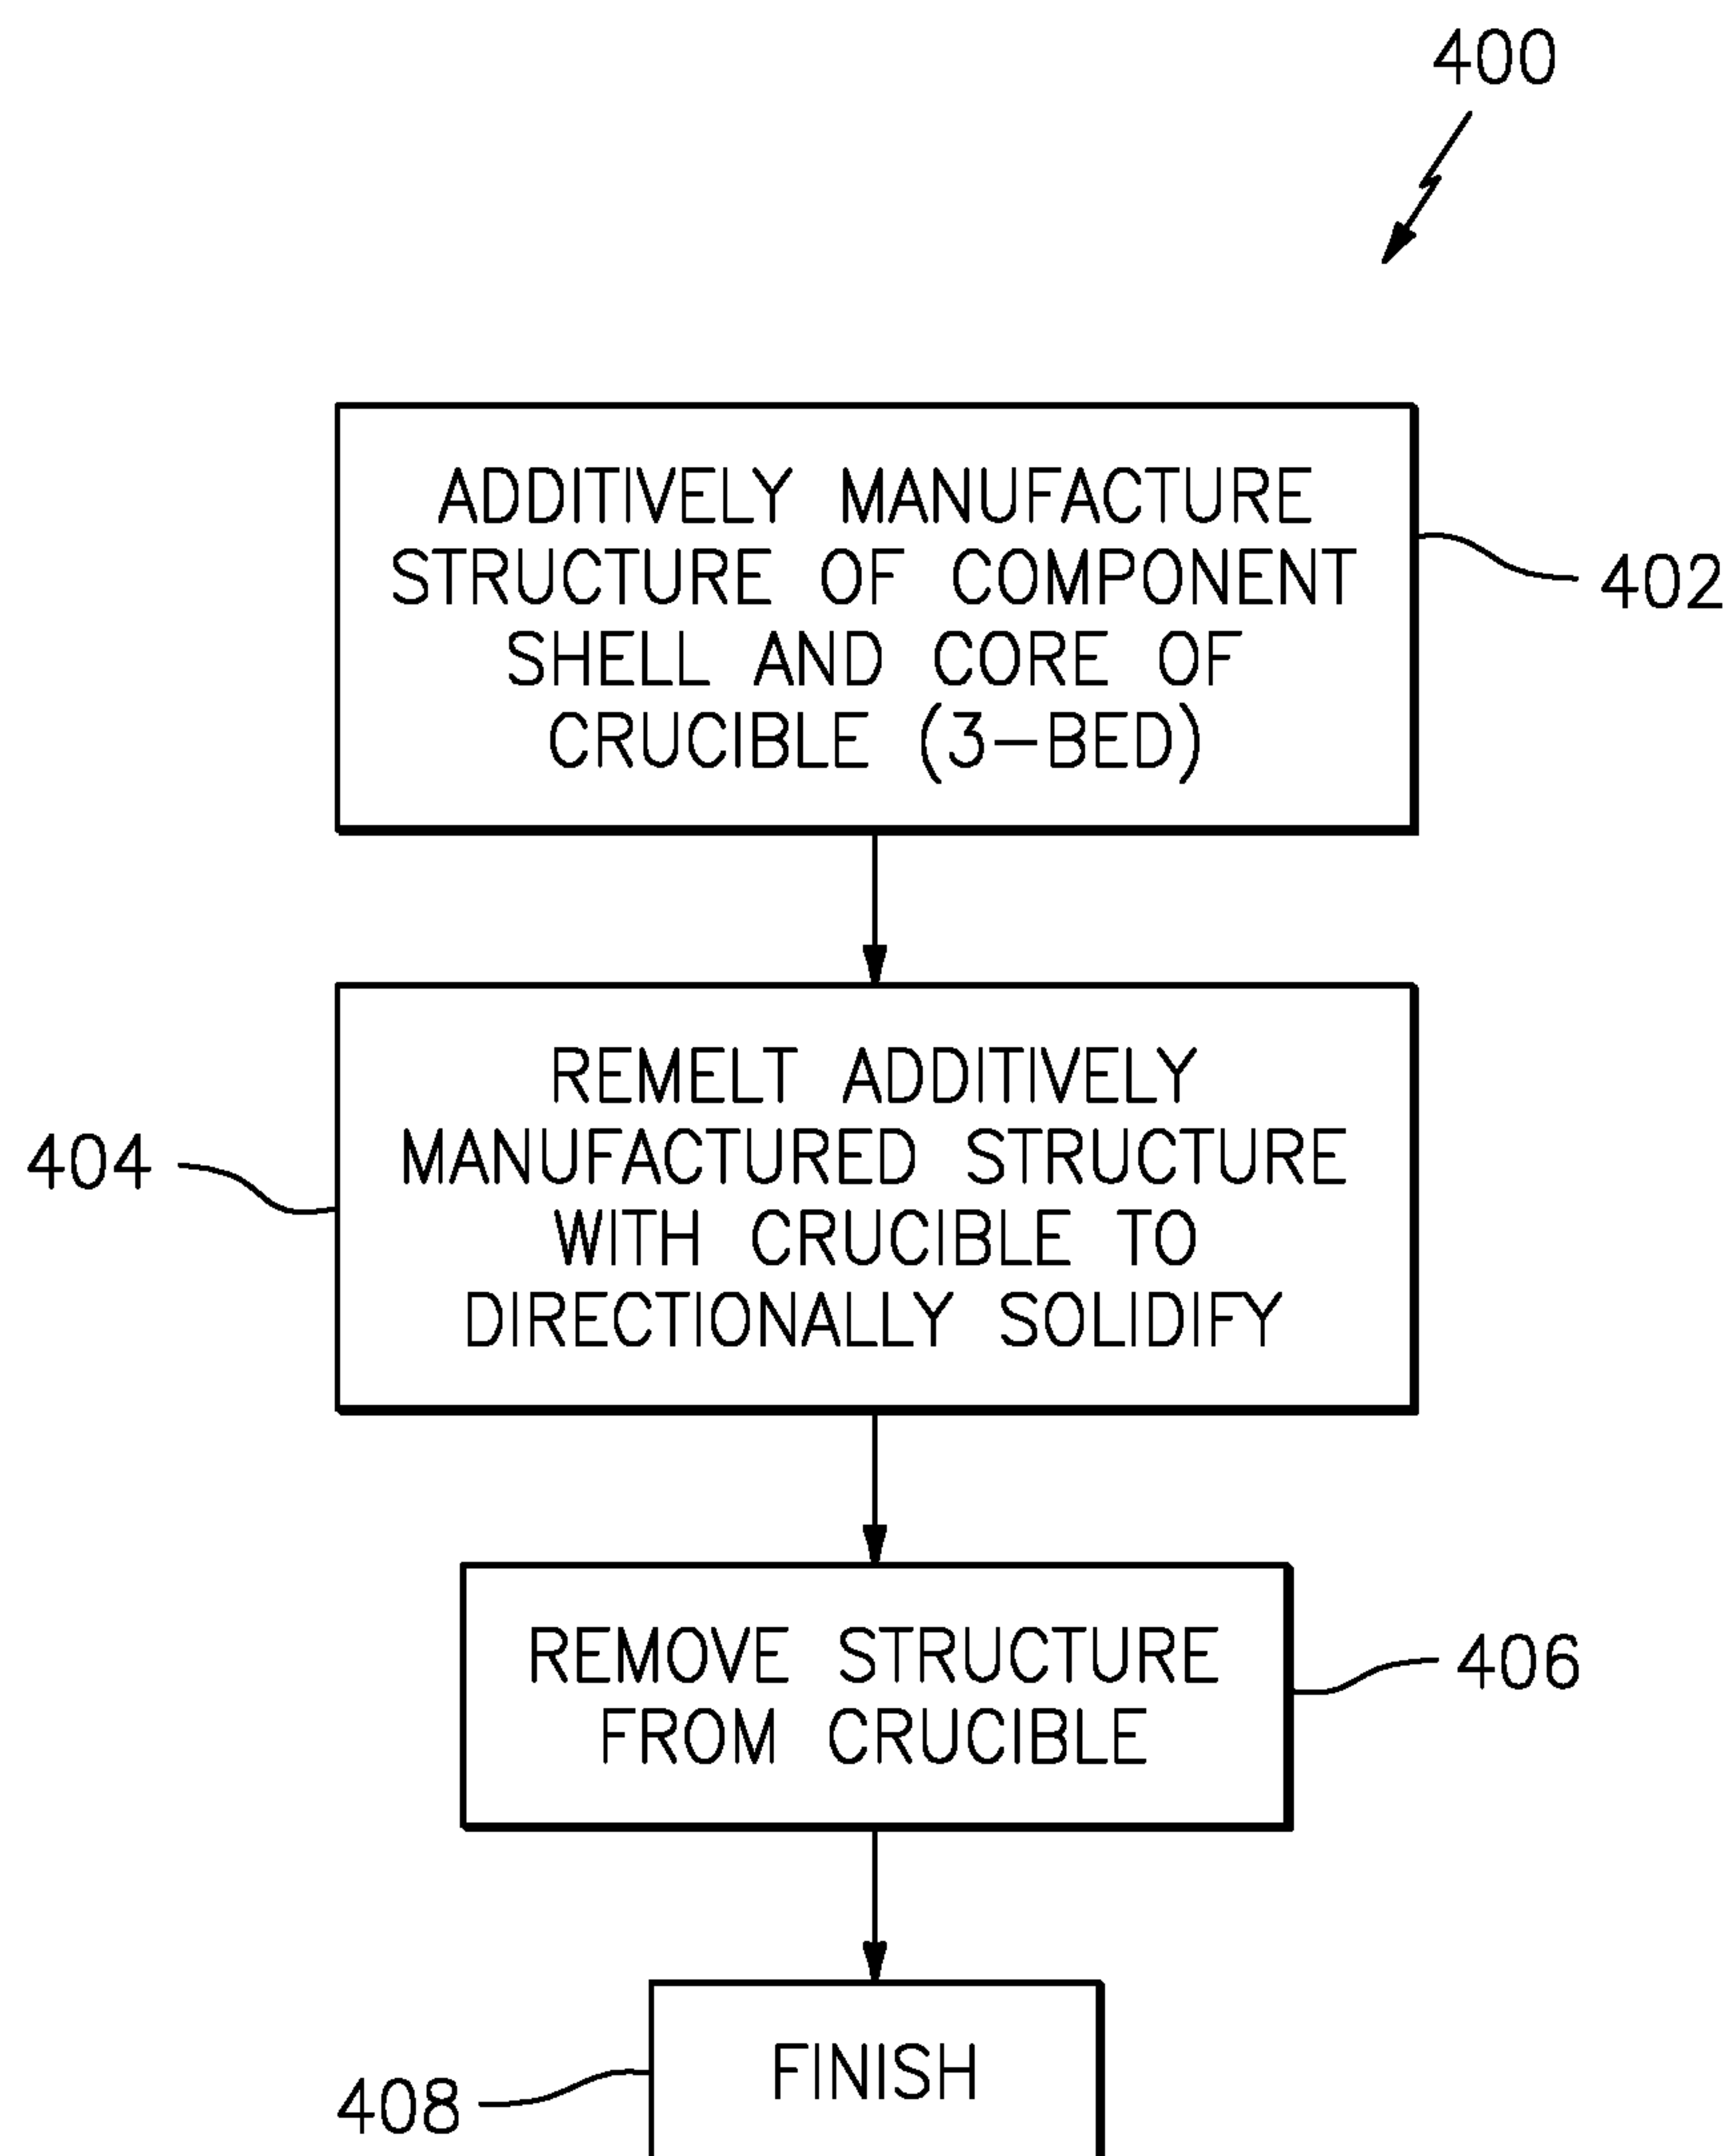 400
ADDITIVELY MANUFACTURE
STRUCTURE OF COMPONENT
SHELL AND CORE OF
CRUCIBLE (3-BED)
402
REMELT ADDITIVELY
MANUFACTURED STRUCTURE
WITH CRUCIBLE TO
DIRECTIONALLY SOLIDIFY
404
REMOVE STRUCTURE
FROM CRUCIBLE
406
FINISH
408